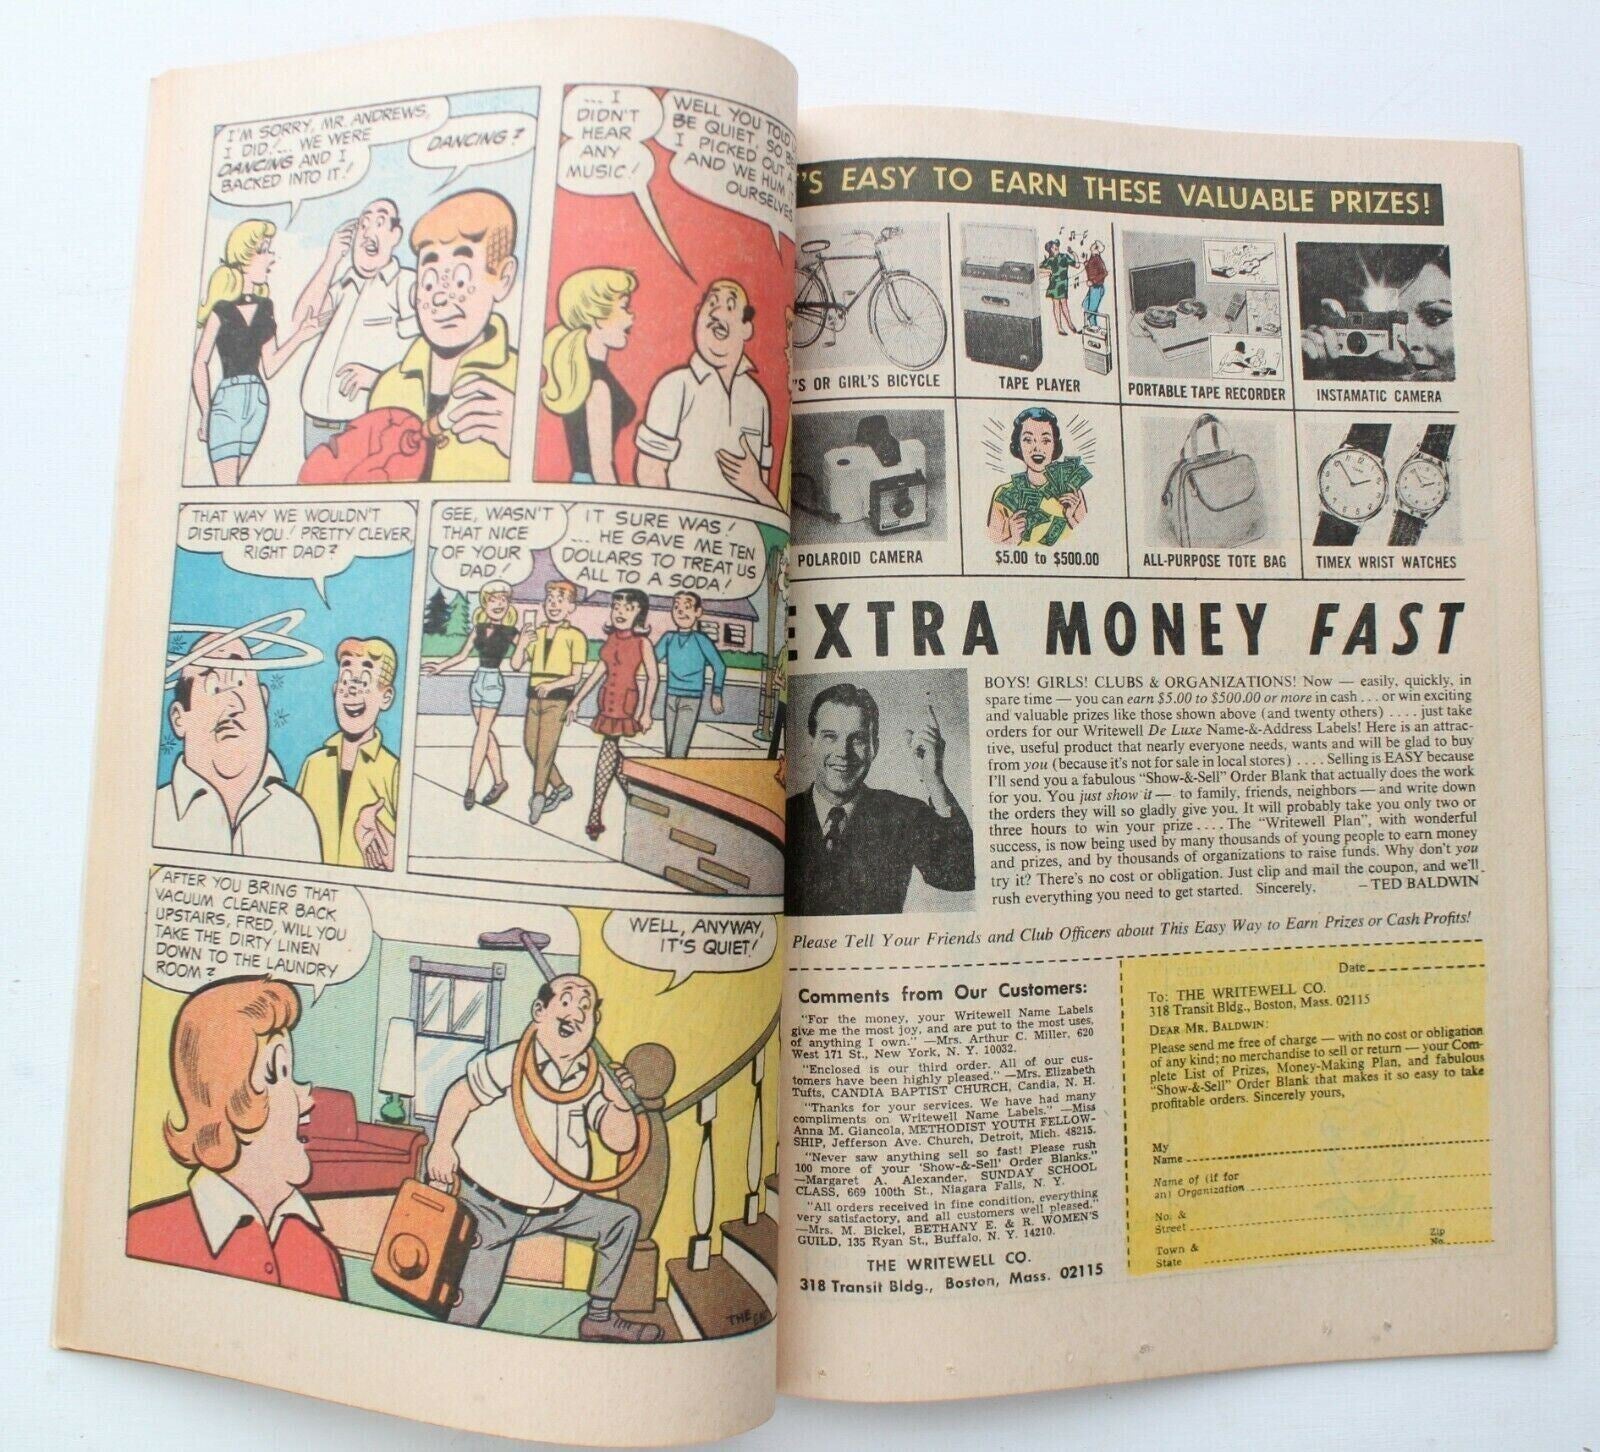 I'M SORRY, MR. ANDREWS,
I DID!... WE WERE
DANCING AND I
BACKED INTO IT!
DANCING?
... I
DIDN'T
HEAR
ANY
MUSIC!
WELL YOU TOLD
BE QUIET, SO
I PICKED OUT A
AND WE HUM IT
OURSELVES
THAT WAY WE WOULDN'T
DISTURB YOU! PRETTY CLEVER,
RIGHT DAD?
GEE, WASN'T
THAT NICE
OF YOUR
DAD!
IT SURE WAS!
... HE GAVE ME TEN
DOLLARS TO TREAT US
ALL TO A SODA!
AFTER YOU BRING THAT
VACUUM CLEANER BACK
UPSTAIRS, FRED, WILL YOU
TAKE THE DIRTY LINEN
DOWN TO THE LAUNDRY
ROOM?
WELL, ANYWAY,
IT'S QUIET!
THE
'S EASY TO EARN THESE VALUABLE PRIZES!
'S OR GIRL'S BICYCLE
TAPE PLAYER
PORTABLE TAPE RECORDER
INSTAMATIC CAMERA
POLAROID CAMERA
$5.00 to $500.00
ALL-PURPOSE TOTE BAG
TIMEX WRIST WATCHES
EXTRA MONEY FAST
BOYS! GIRLS! CLUBS & ORGANIZATIONS! Now — easily, quickly, in
spare time — you can earn $5.00 to $500.00 or more in cash . . . or win exciting
and valuable prizes like those shown above (and twenty others) . . . . just take
orders for our Writewell De Luxe Name-&-Address Labels! Here is an attrac-
tive, useful product that nearly everyone needs, wants and will be glad to buy
from you (because it's not for sale in local stores) . . . . Selling is EASY because
I'll send you a fabulous "Show-&-Sell" Order Blank that actually does the work
for you. You just show it — to family, friends, neighbors — and write down
the orders they will so gladly give you. It will probably take you only two or
three hours to win your prize . . . . The "Writewell Plan", with wonderful
success, is now being used by many thousands of young people to earn money
and prizes, and by thousands of organizations to raise funds. Why don't you
try it? There's no cost or obligation. Just clip and mail the coupon, and we'll
rush everything you need to get started. Sincerely. – TED BALDWIN
Please Tell Your Friends and Club Officers about This Easy Way to Earn Prizes or Cash Profits!
Comments from Our Customers:
"For the money, your Writewell Name Labels
give me the most joy, and are put to the most uses,
of anything I own." —Mrs. Arthur C. Miller, 620
West 171 St., New York, N. Y. 10032.
"Enclosed is our third order. All of our cus-
tomers have been highly pleased." —Mrs. Elizabeth
Tufts, CANDIA BAPTIST CHURCH, Candia, N. H.
"Thanks for your services. We have had many
compliments on Writewell Name Labels." —Miss
Anna M. Giancola, METHODIST YOUTH FELLOW-
SHIP, Jefferson Ave. Church, Detroit, Mich. 48215.
"Never saw anything sell so fast! Please rush
100 more of your 'Show-&-Sell' Order Blanks."
—Margaret A. Alexander, SUNDAY SCHOOL
CLASS, 669 100th St., Niagara Falls, N. Y.
"All orders received in fine condition, everything
very satisfactory, and all customers well pleased."
—Mrs. M. Bickel, BETHANY E. & R. WOMEN'S
GUILD, 135 Ryan St., Buffalo, N. Y. 14210.
THE WRITEWELL CO.
318 Transit Bldg., Boston, Mass. 02115
Date
To: THE WRITEWELL CO.
318 Transit Bldg., Boston, Mass. 02115
DEAR MR. BALDWIN:
Please send me free of charge — with no cost or obligation
of any kind; no merchandise to sell or return — your Com-
plete List of Prizes, Money-Making Plan, and fabulous
"Show-&-Sell" Order Blank that makes it so easy to take
profitable orders. Sincerely yours,
My
Name
Name of (if for
an) Organization
No. &
Street
Town &
State
Zip
No.